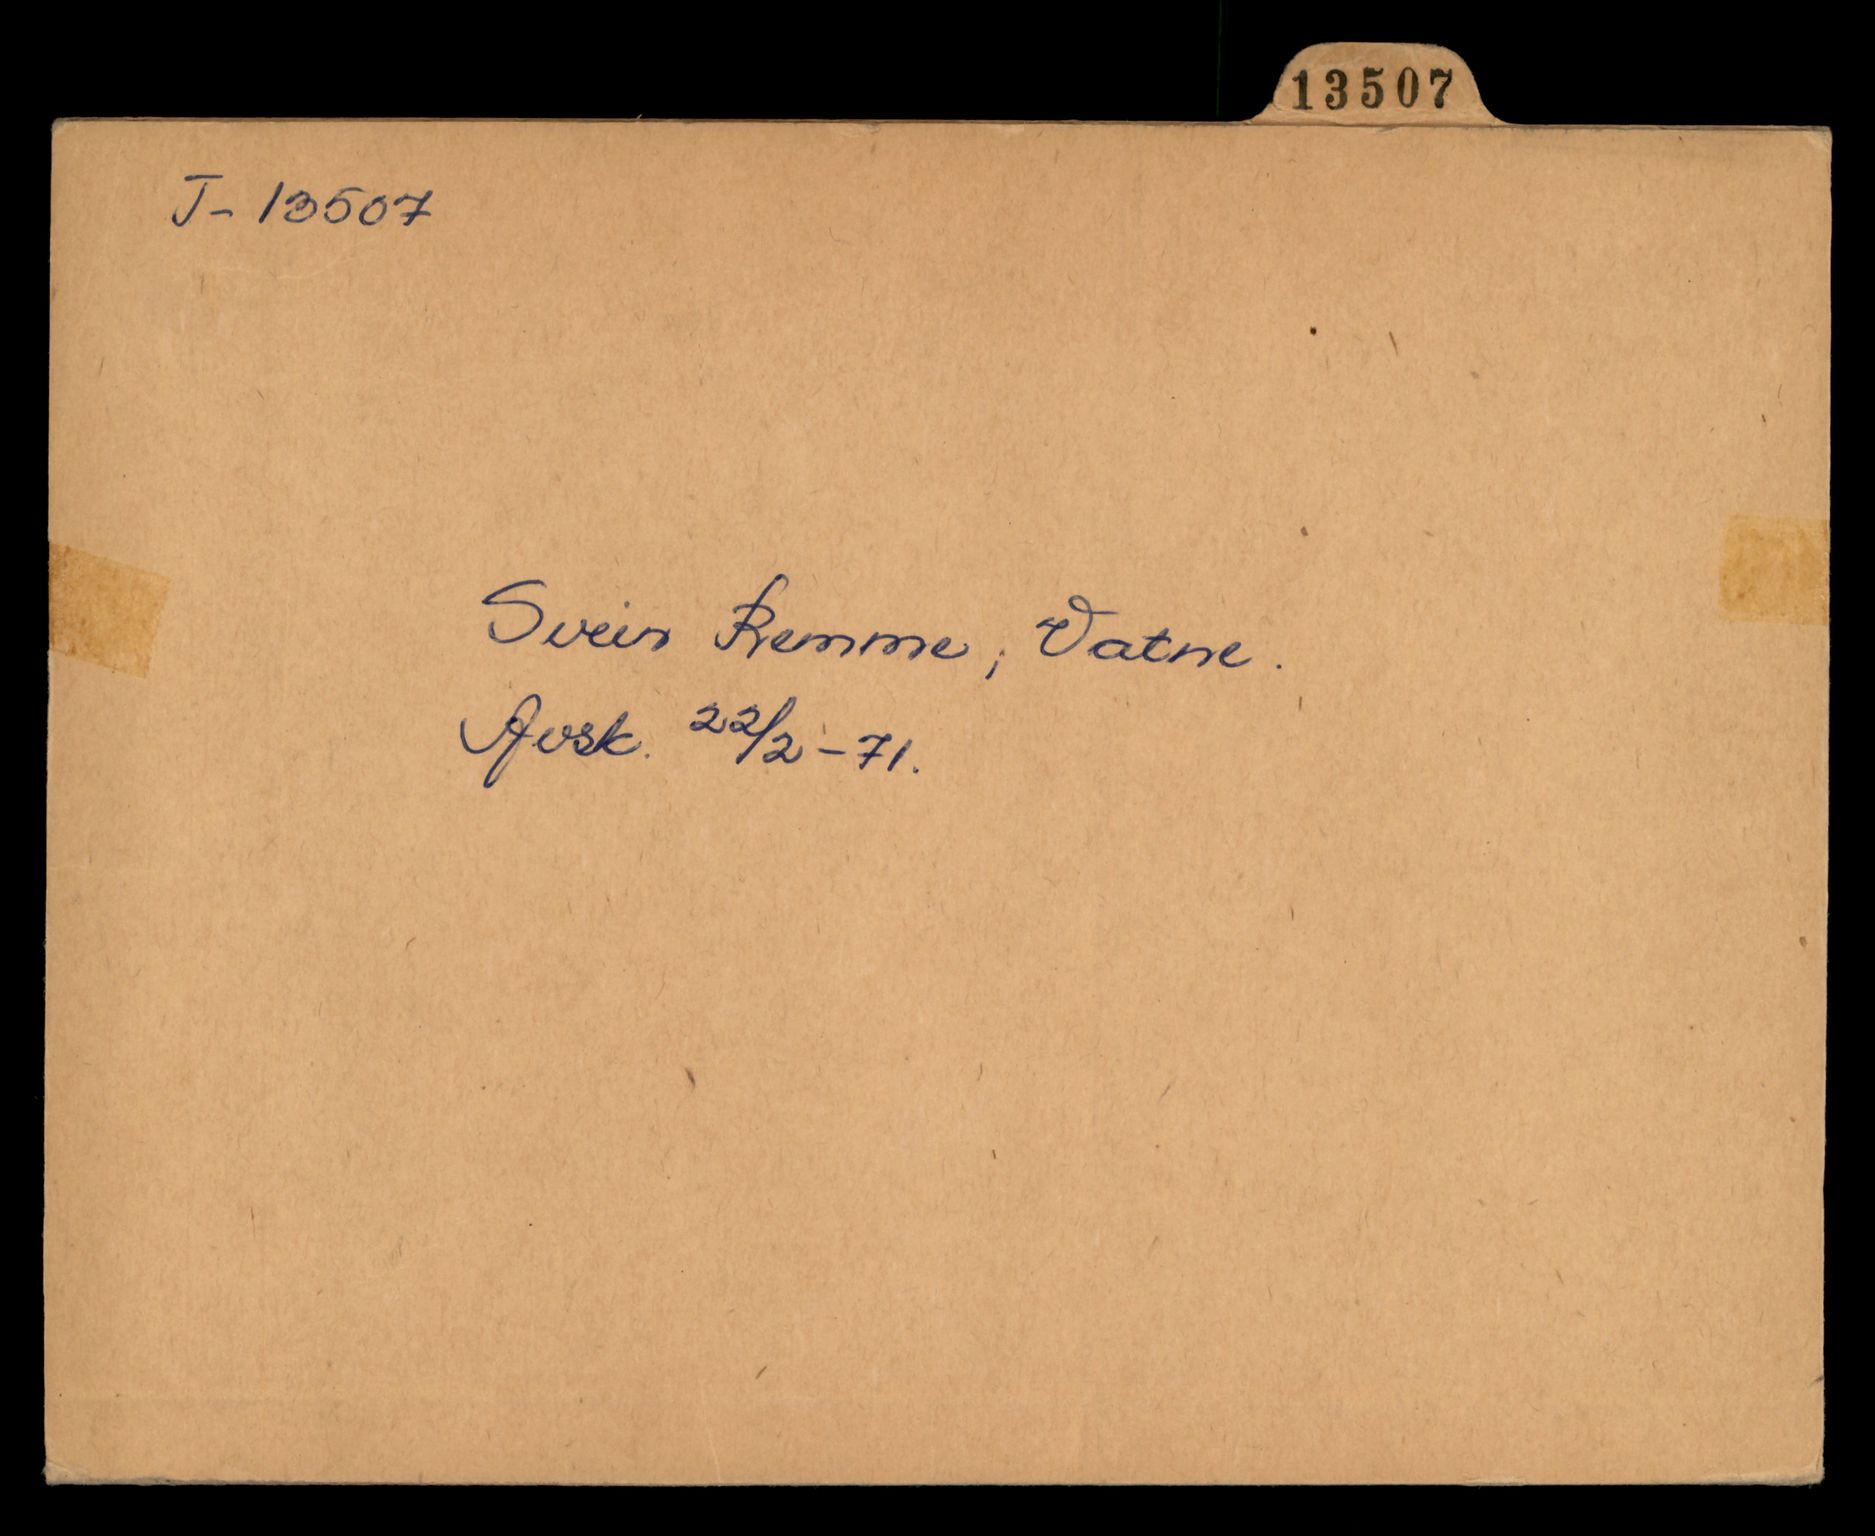 13507
J- 13507
Svein Remme, Vatne.
Avsk. 22/2-71.